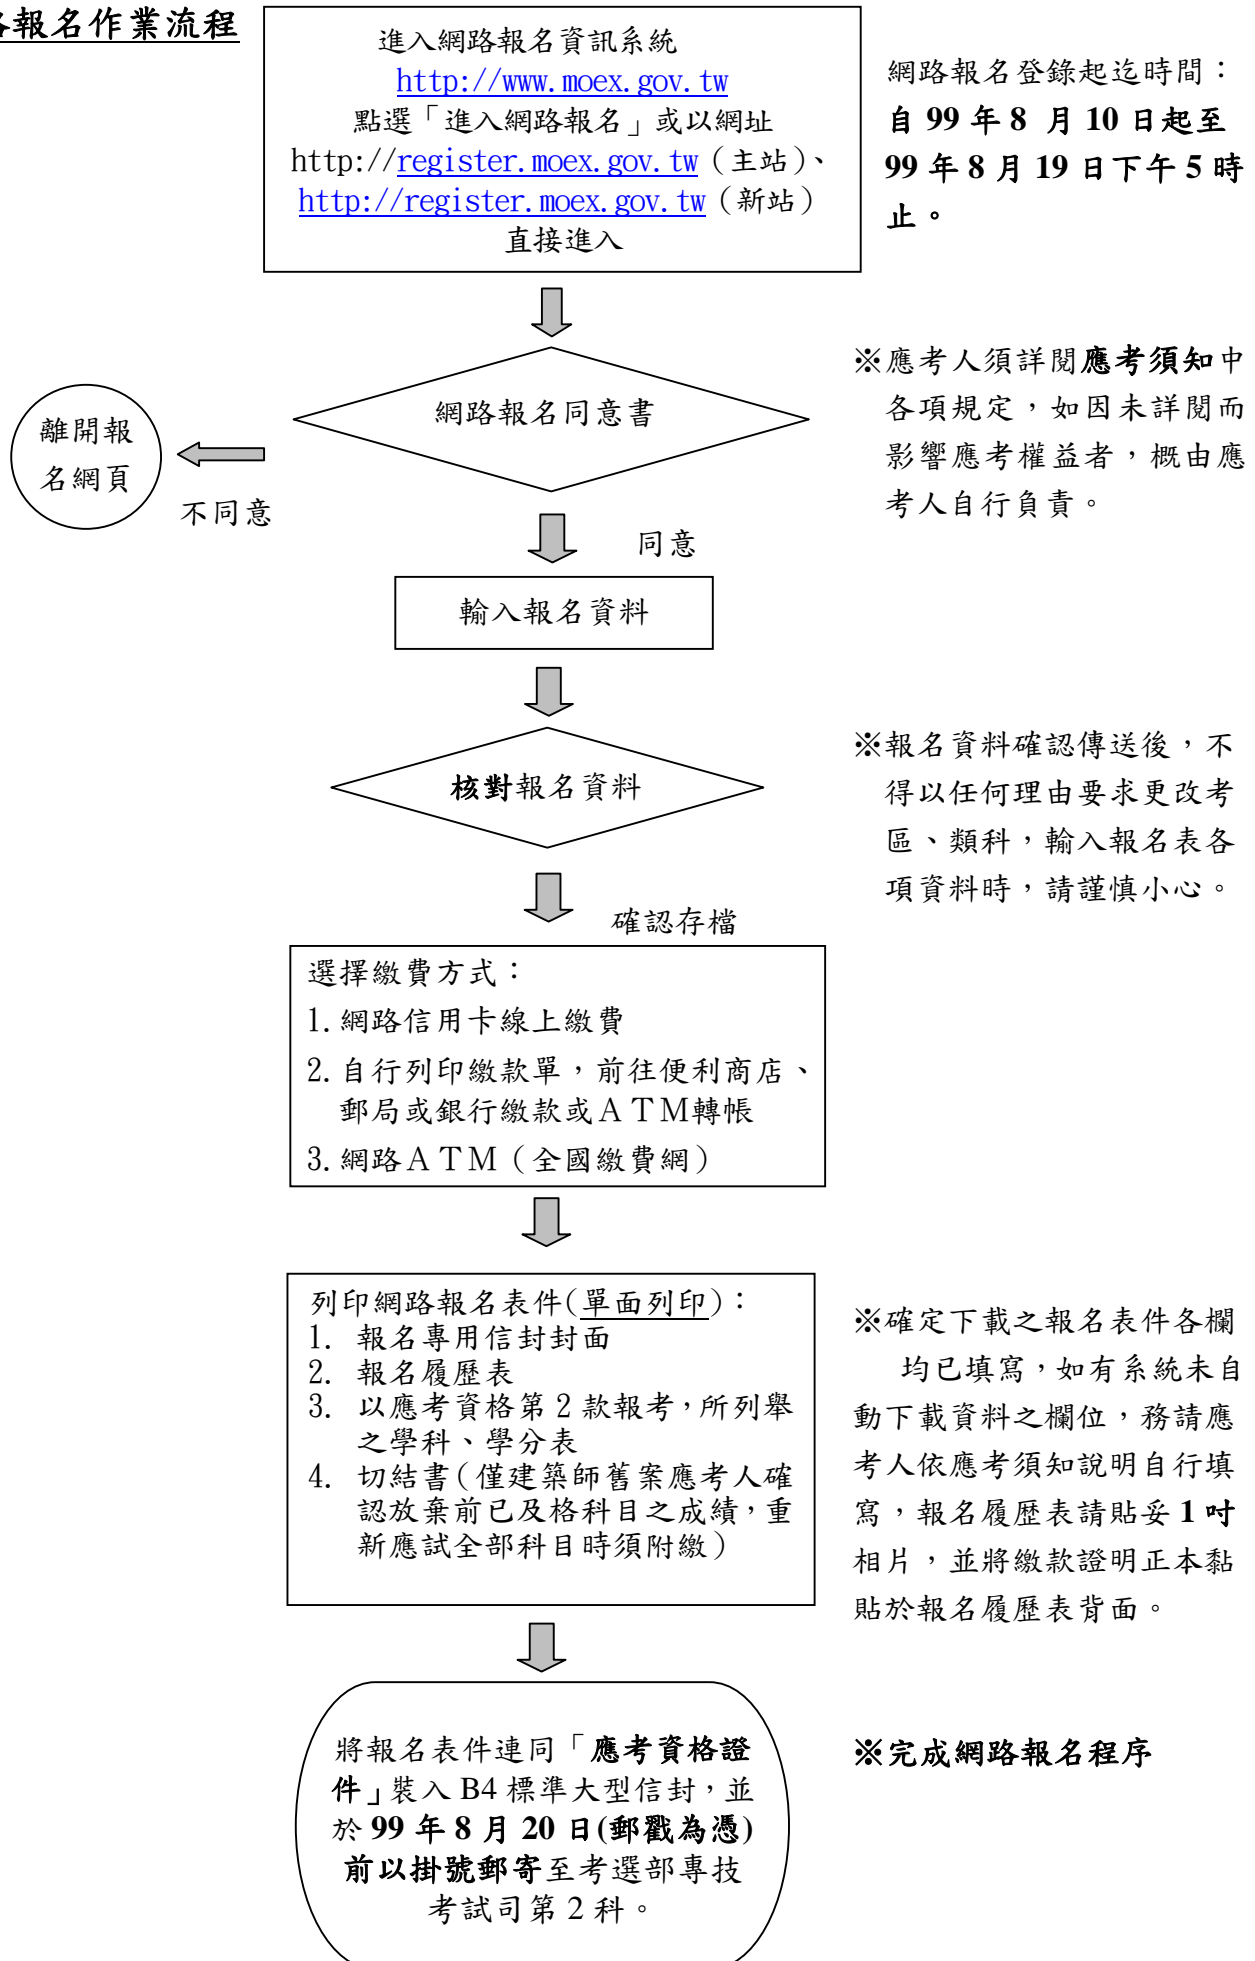 路報名作業流程
進入網路報名資訊系統
http://www.moex.gov.tw
點選「進入網路報名」或以網址
http://register.moex.gov.tw（主站）、
http://register.moex.gov.tw（新站）
直接進入
網路報名登錄起迄時間：
自 99 年 8 月 10 日起至
99 年 8 月 19 日下午 5 時
止。
網路報名同意書
離開報
名網頁
不同意
※應考人須詳閱應考須知中
各項規定，如因未詳閱而
影響應考權益者，概由應
考人自行負責。
同意
輸入報名資料
核對報名資料
※報名資料確認傳送後，不
得以任何理由要求更改考
區、類科，輸入報名表各
項資料時，請謹慎小心。
確認存檔
選擇繳費方式：
1.網路信用卡線上繳費
2.自行列印繳款單，前往便利商店、
郵局或銀行繳款或ＡＴＭ轉帳
3.網路ＡＴＭ（全國繳費網）
列印網路報名表件(單面列印)：
1. 報名專用信封封面
2. 報名履歷表
3. 以應考資格第 2 款報考，所列舉
之學科、學分表
4. 切結書（僅建築師舊案應考人確
認放棄前已及格科目之成績，重
新應試全部科目時須附繳）
※確定下載之報名表件各欄
均已填寫，如有系統未自
動下載資料之欄位，務請應
考人依應考須知說明自行填
寫，報名履歷表請貼妥 1 吋
相片，並將繳款證明正本黏
貼於報名履歷表背面。
將報名表件連同「應考資格證
件」裝入 B4 標準大型信封，並
於 99 年 8 月 20 日(郵戳為憑)
前以掛號郵寄至考選部專技
考試司第 2 科。
※完成網路報名程序